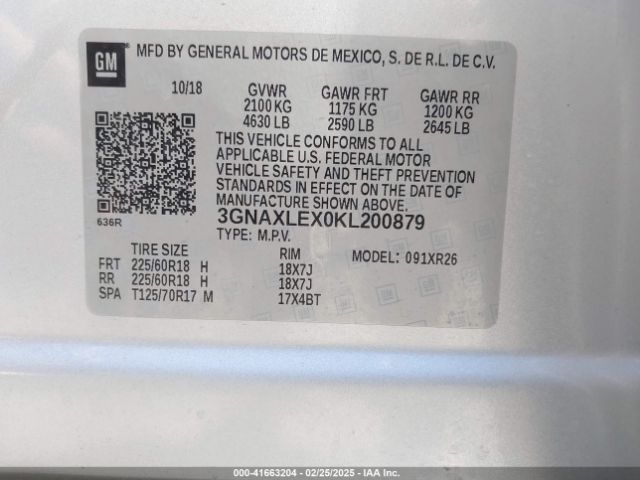 GM
MFD BY GENERAL MOTORS DE MEXICO, S. DE R.L. DE C.V.
10/18 GVWR GAWR FRT GAWR RR
2100 KG 1175 KG 1200 KG
4630 LB 2590 LB 2645 LB
THIS VEHICLE CONFORMS TO ALL
APPLICABLE U.S. FEDERAL MOTOR
VEHICLE SAFETY AND THEFT PREVENTION
STANDARDS IN EFFECT ON THE DATE OF
MANUFACTURE SHOWN ABOVE.
636R 3GNAXLEX0KL200879
TYPE: M.P.V.
TIRE SIZE RIM MODEL: 091XR26
FRT 225/60R18 H 18X7J
RR 225/60R18 H 18X7J
SPA T125/70R17 M 17X4BT
000-41663204 - 02/25/2025 - IAA Inc. (IAA)